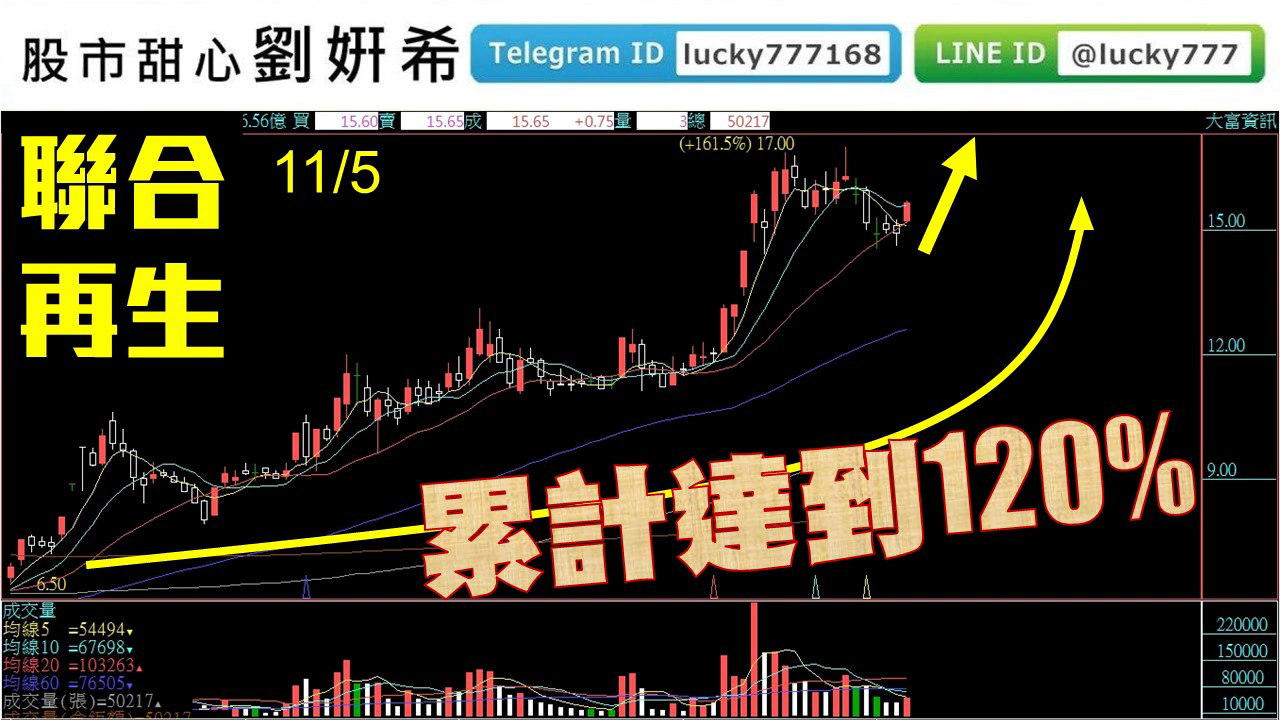 股市甜心劉妍希 Telegram ID lucky777168 LINE ID @lucky777
6.56億 買 15.60 賣 15.65 成 15.65 +0.75 量 3 總 50217 大富資訊
聯合 11/5
再生
(+161.5%) 17.00
15.00
12.00
9.00
累計達到120%
6.50
成交量
均線5 =54494▼
均線10 =67698▼
均線20 =103263▲
均線60 =76505▼
成交量(張)=50217▲
220000
150000
80000
10000